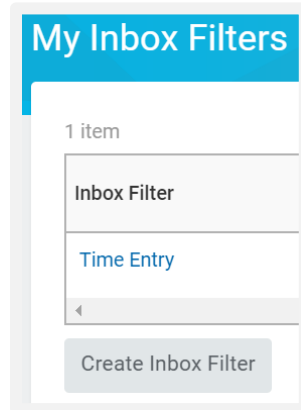 My Inbox Filters
1 item
Inbox Filter
Time Entry
Create Inbox Filter